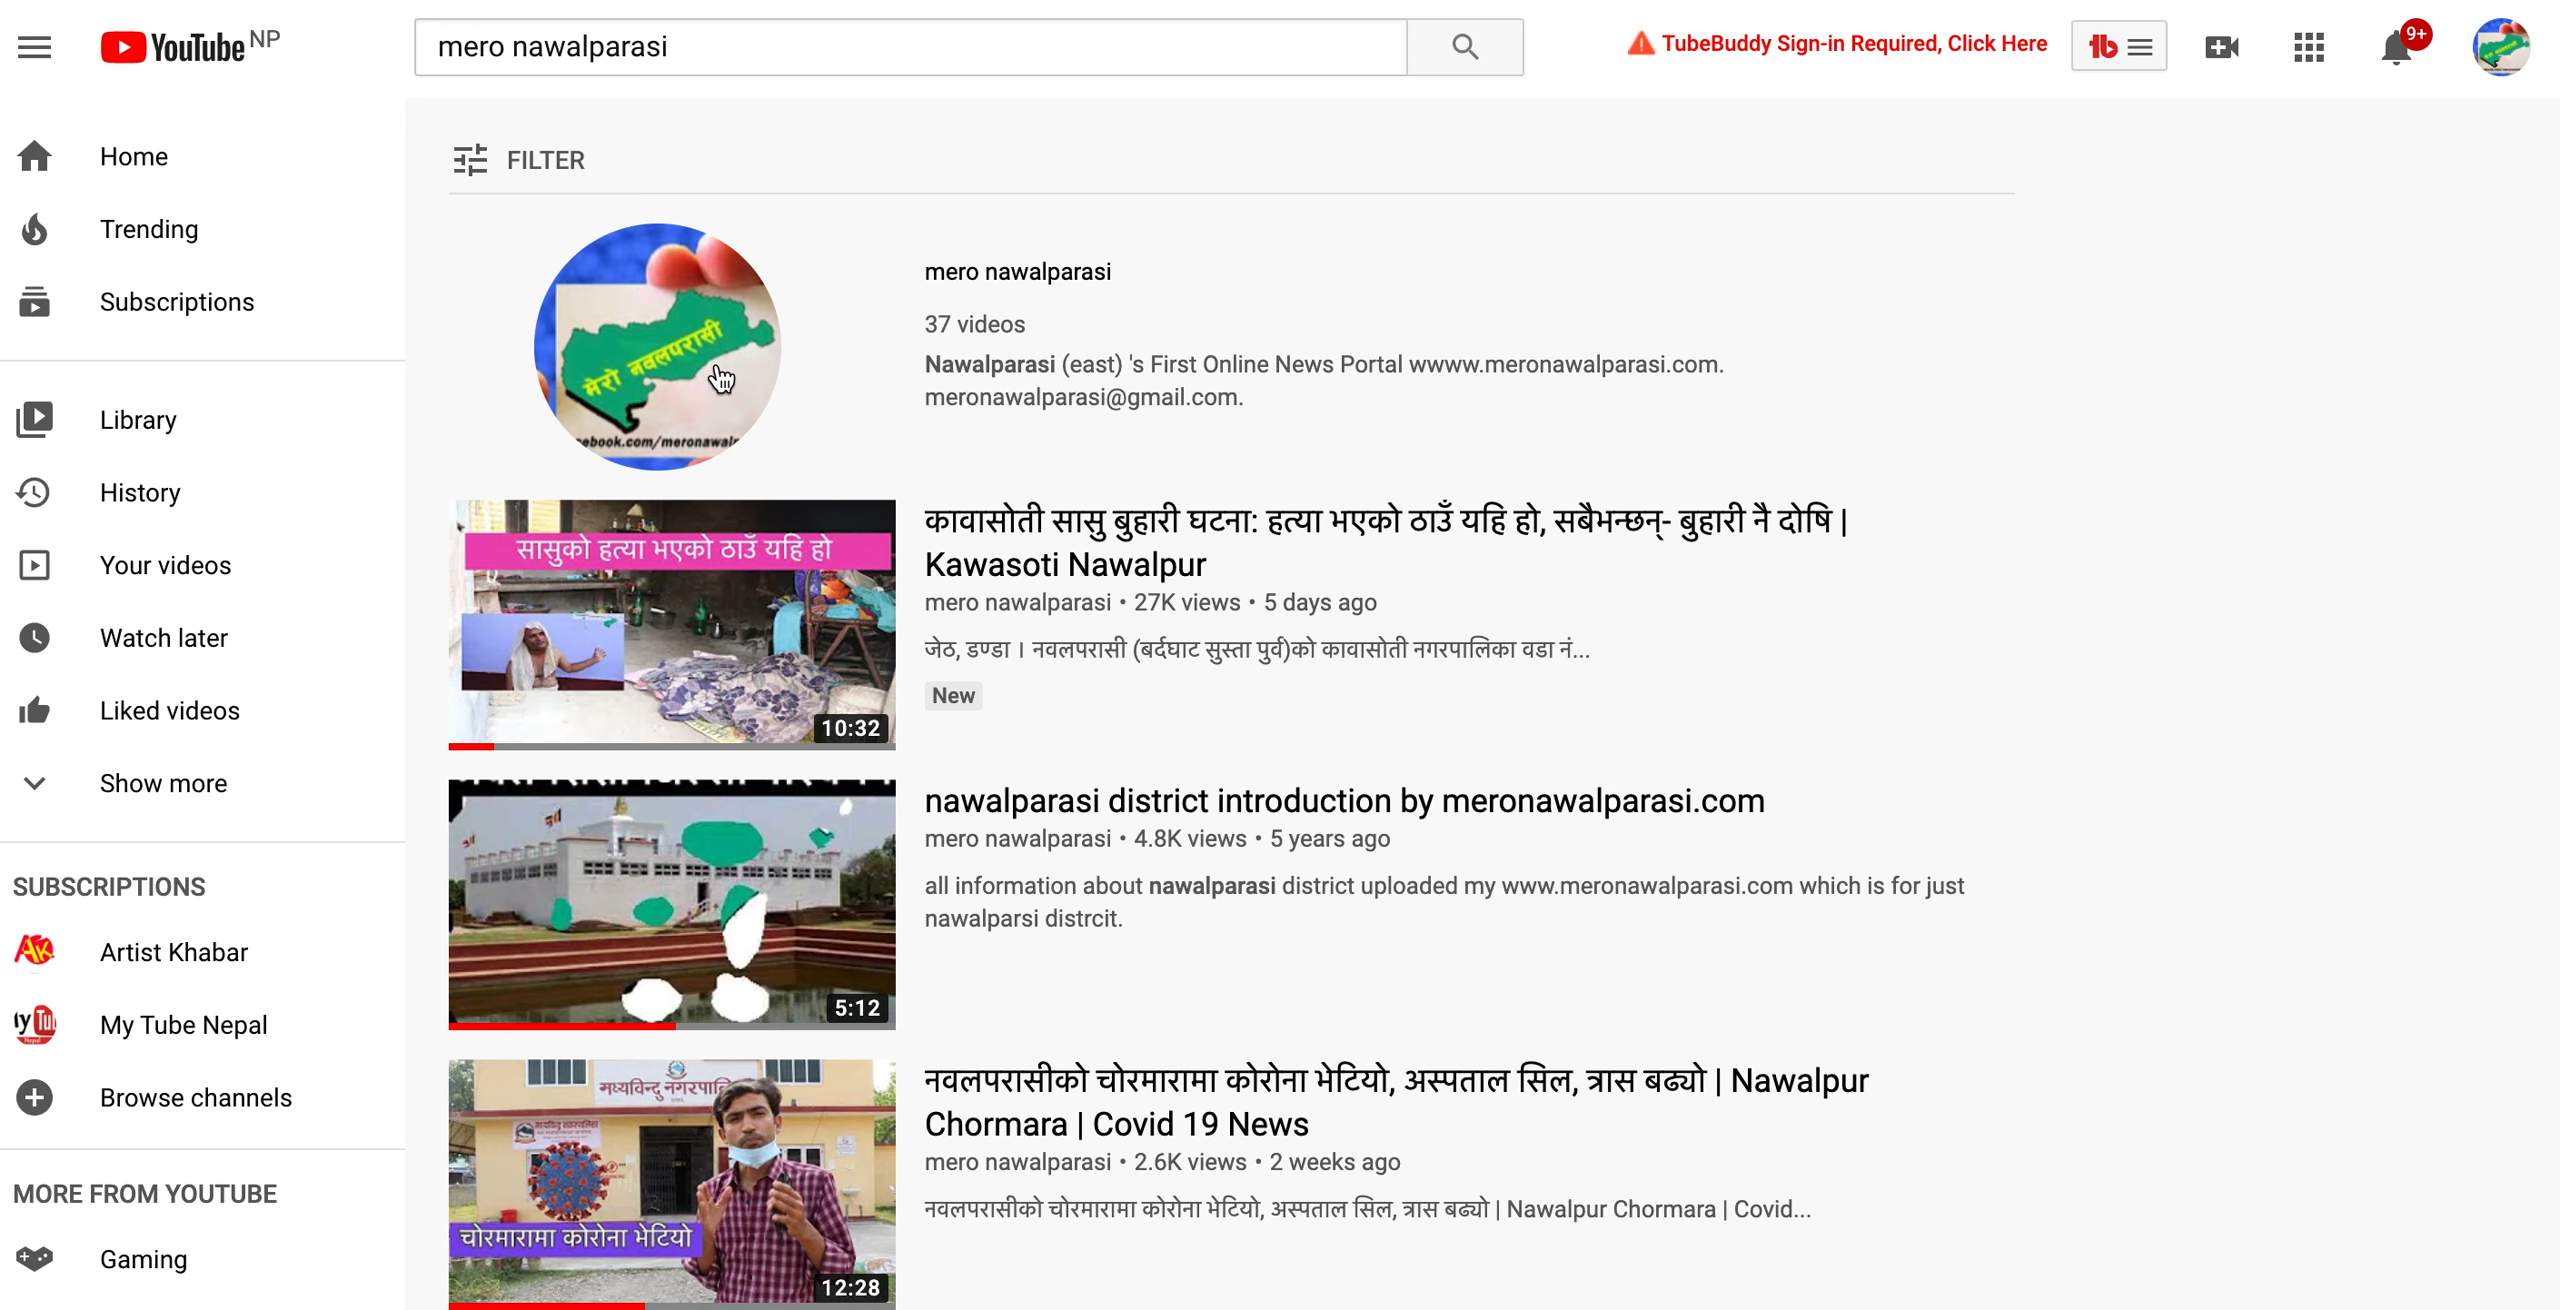 YouTube NP
mero nawalparasi
TubeBuddy Sign-in Required, Click Here
9+
Home
Trending
Subscriptions
Library
History
Your videos
Watch later
Liked videos
Show more
SUBSCRIPTIONS
Artist Khabar
My Tube Nepal
Browse channels
MORE FROM YOUTUBE
Gaming
FILTER
मेरो नवलपरासी
ebook.com/meronawalp
mero nawalparasi
37 videos
Nawalparasi (east) 's First Online News Portal wwww.meronawalparasi.com.
meronawalparasi@gmail.com.
सासुको हत्या भएको ठाउँ यहि हो
10:32
कावासोती सासु बुहारी घटना: हत्या भएको ठाउँ यहि हो, सबैभन्छन्- बुहारी नै दोषि |
Kawasoti Nawalpur
mero nawalparasi • 27K views • 5 days ago
जेठ, डण्डा । नवलपरासी (बर्दघाट सुस्ता पुर्व)को कावासोती नगरपालिका वडा नं...
New
5:12
nawalparasi district introduction by meronawalparasi.com
mero nawalparasi • 4.8K views • 5 years ago
all information about nawalparasi district uploaded my www.meronawalparasi.com which is for just
nawalparsi distrcit.
मध्यविन्दु नगरपालि
चोरमारामा कोरोना भेटियो
12:28
नवलपरासीको चोरमारामा कोरोना भेटियो, अस्पताल सिल, त्रास बढ्यो | Nawalpur
Chormara | Covid 19 News
mero nawalparasi • 2.6K views • 2 weeks ago
नवलपरासीको चोरमारामा कोरोना भेटियो, अस्पताल सिल, त्रास बढ्यो | Nawalpur Chormara | Covid...